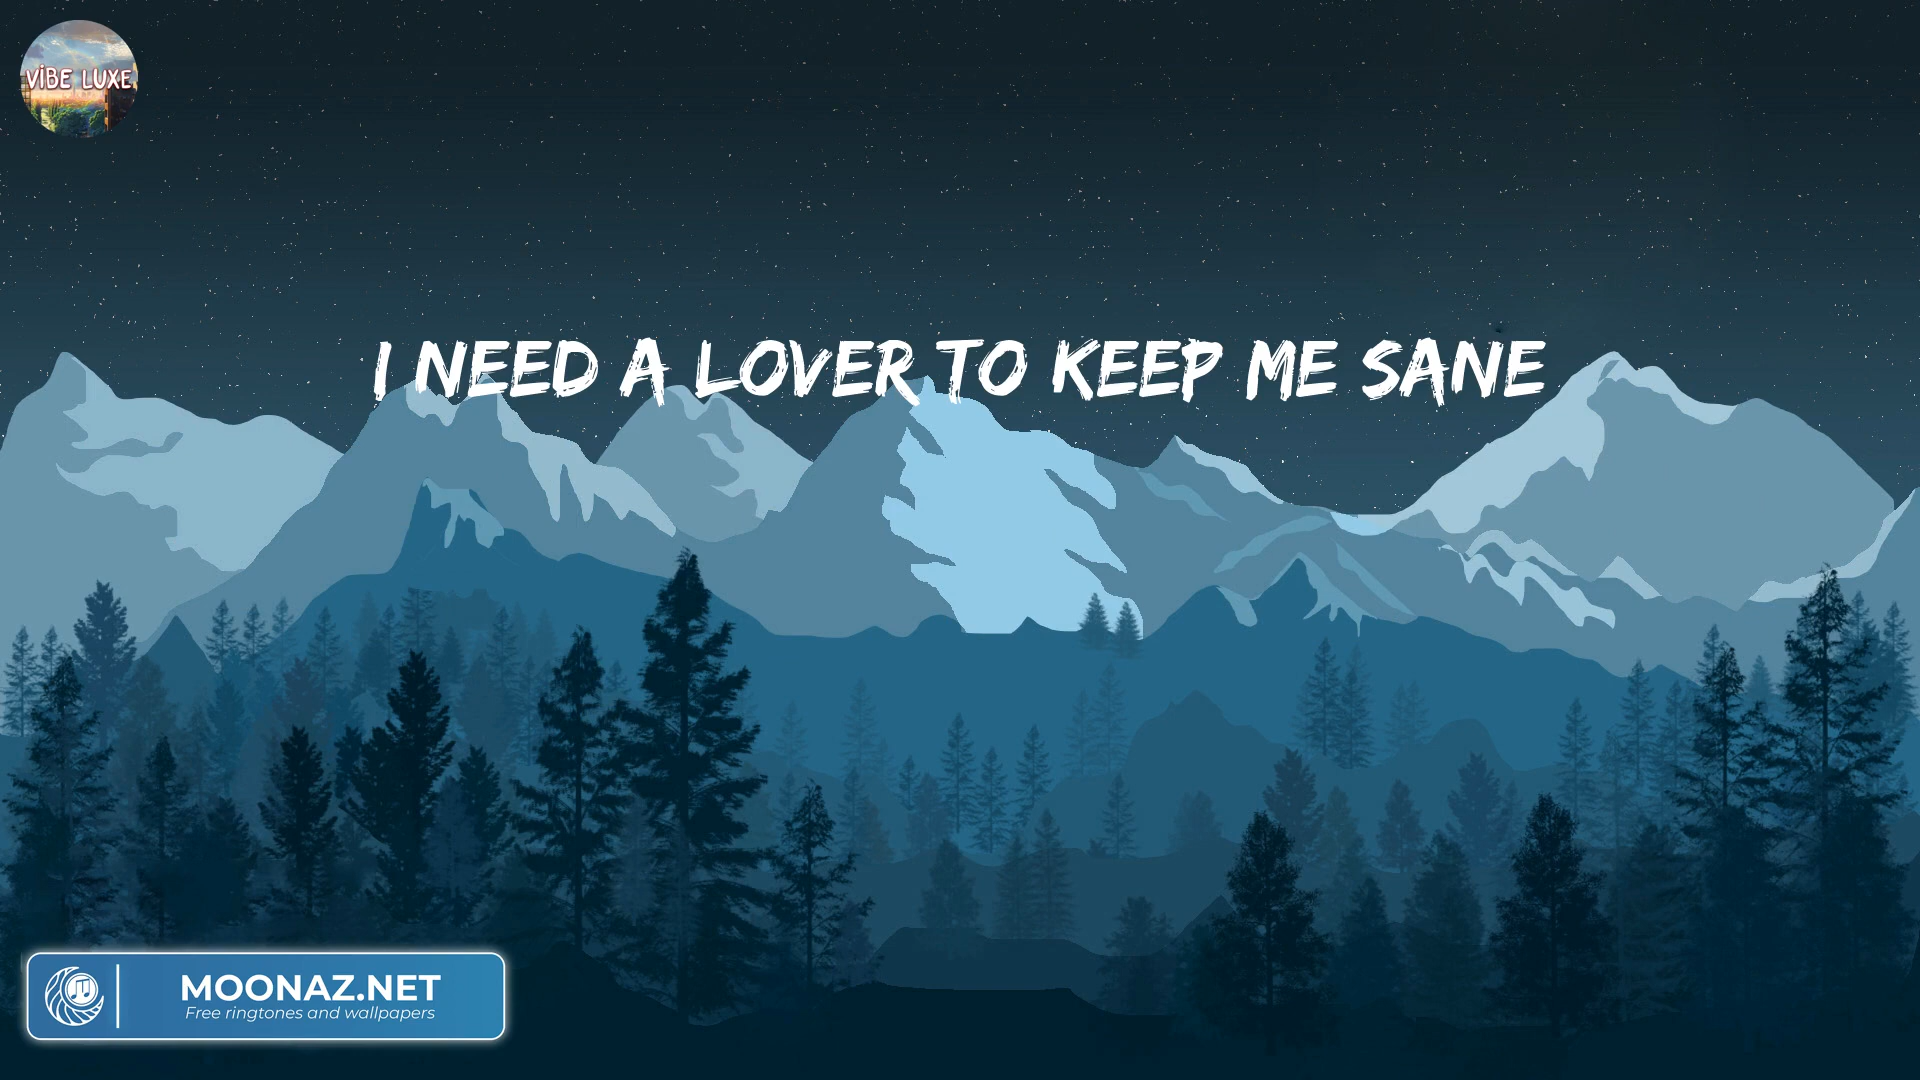 VIBE LUXE
I NEED A LOVER TO KEEP ME SANE
MOONAZ.NET
Free ringtones and wallpapers